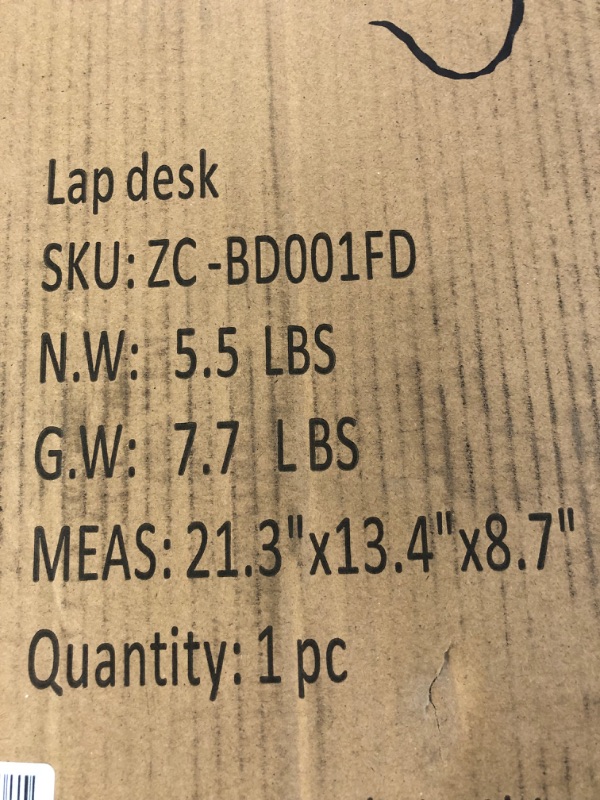 Lap desk
SKU: ZC-BD001FD
N.W: 5.5 LBS
G.W: 7.7 LBS
MEAS: 21.3"x13.4"x8.7"
Quantity: 1 pc